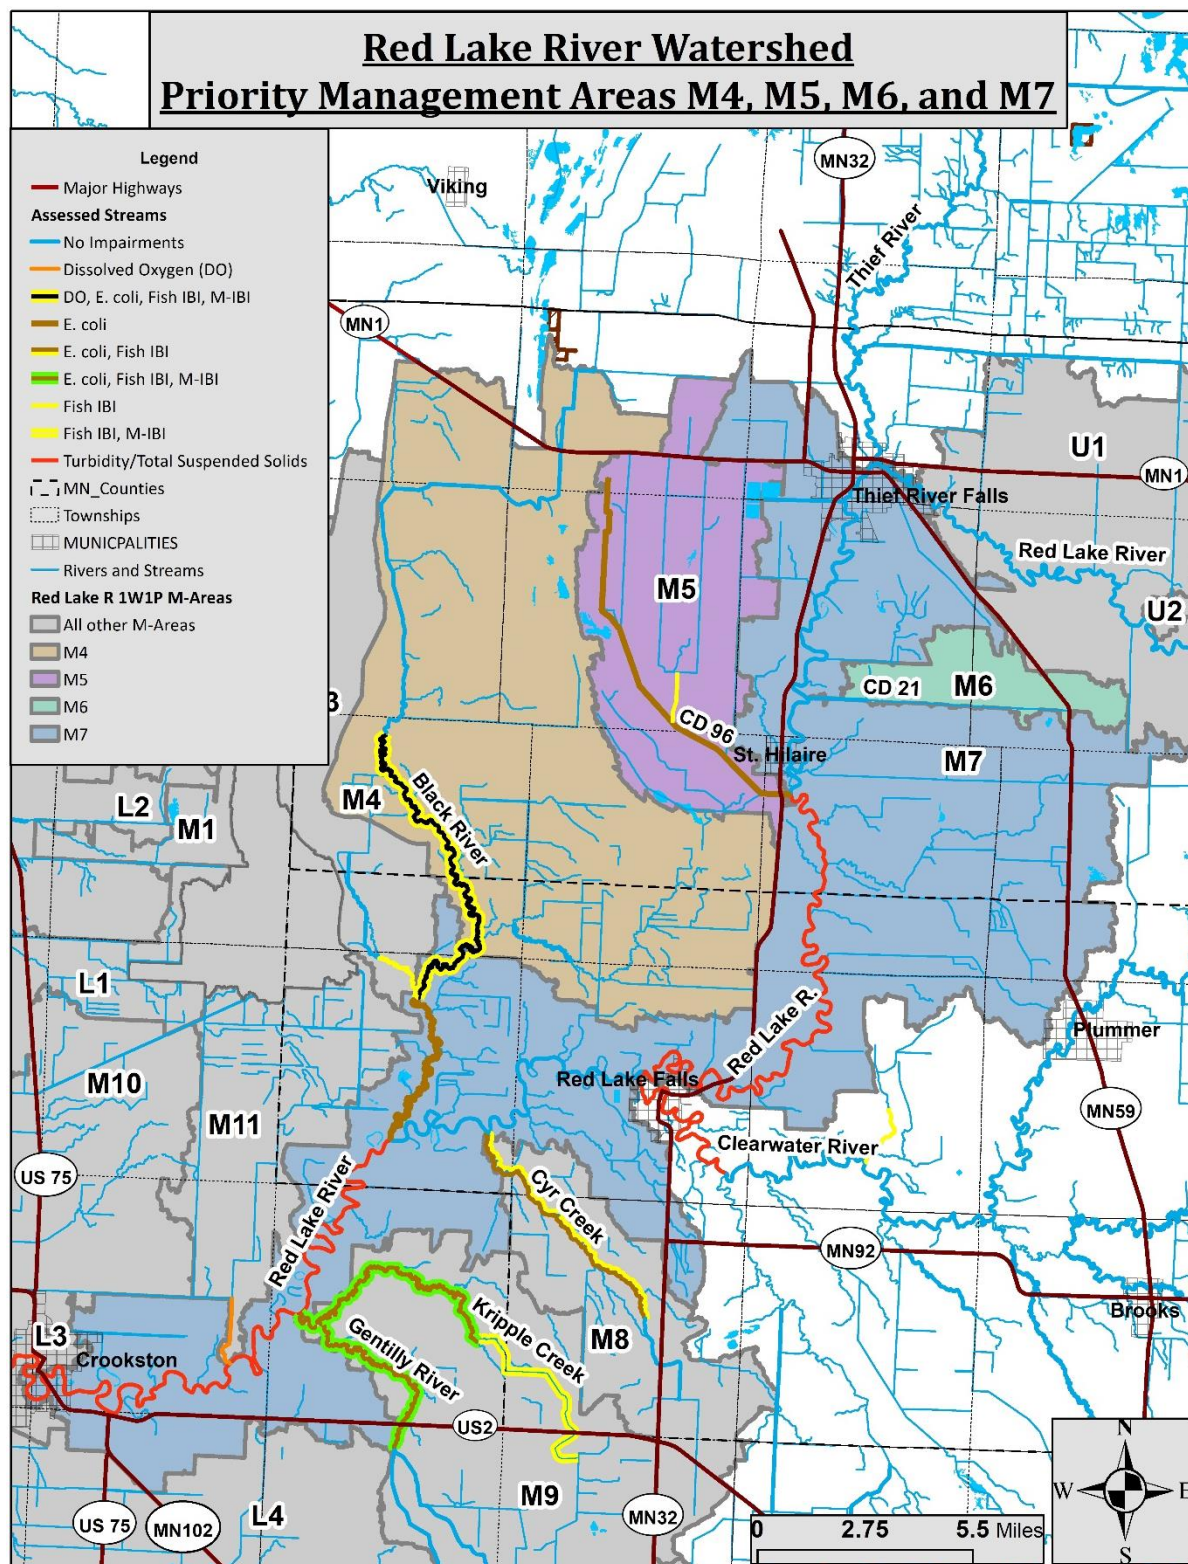 Red Lake River Watershed
Priority Management Areas M4, M5, M6, and M7
Legend
Major Highways
Assessed Streams
No Impairments
Dissolved Oxygen (DO)
DO, E. coli, Fish IBI, M-IBI
E. coli
E. coli, Fish IBI
E. coli, Fish IBI, M-IBI
Fish IBI
Fish IBI, M-IBI
Turbidity/Total Suspended Solids
MN_Counties
Townships
MUNICPALITIES
Rivers and Streams
Red Lake R 1W1P M-Areas
All other M-Areas
M4
M5
M6
M7
Viking
MN32
Thief River
MN1
U1
MN1
Thief River Falls
Red Lake River
M5
U2
CD 21
M6
3
CD 96
St. Hilaire
M7
M4
Black River
L2
M1
L1
Red Lake R.
Plummer
M10
Red Lake Falls
M11
MN59
Clearwater River
US 75
Cyr Creek
Red Lake River
MN92
Brooks
Kripple Creek
M8
L3
Crookston
Gentilly River
US2
M9
L4
US 75
MN102
MN32
N
W
E
S
0
2.75
5.5 Miles